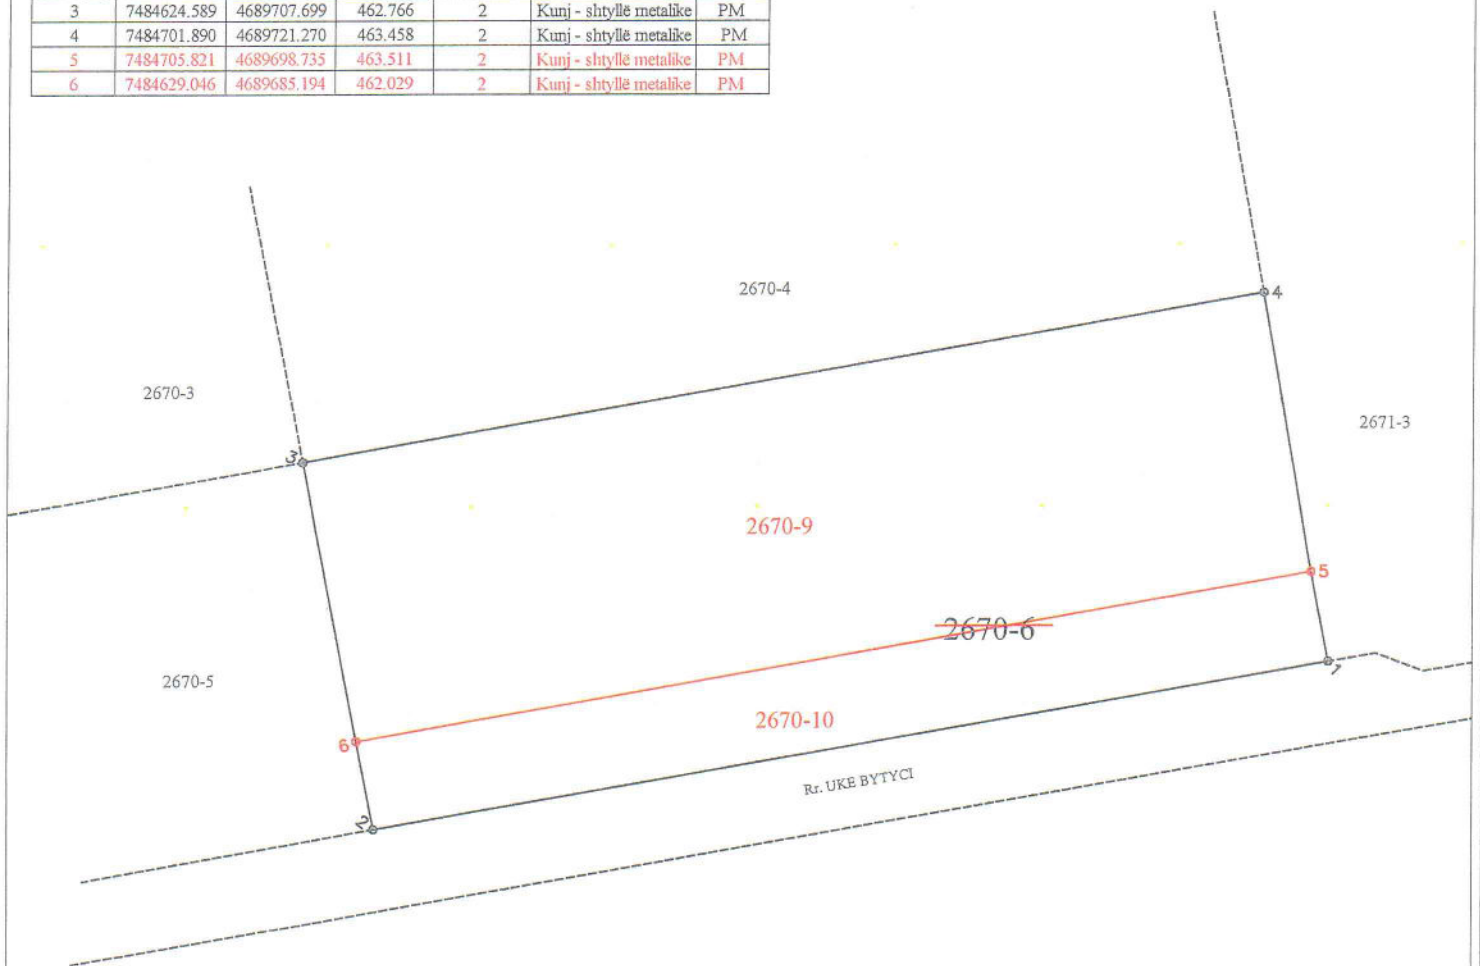 3 7484624.589 4689707.699 462.766 2 Kunj - shtyllë metalike PM
4 7484701.890 4689721.270 463.458 2 Kunj - shtyllë metalike PM
5 7484705.821 4689698.735 463.511 2 Kunj - shtyllë metalike PM
6 7484629.046 4689685.194 462.029 2 Kunj - shtyllë metalike PM
2670-4
4
2670-3
2671-3
3
2670-9
5
2670-6
1
2670-5
2670-10
6
Rr. UKE BYTYCI
2